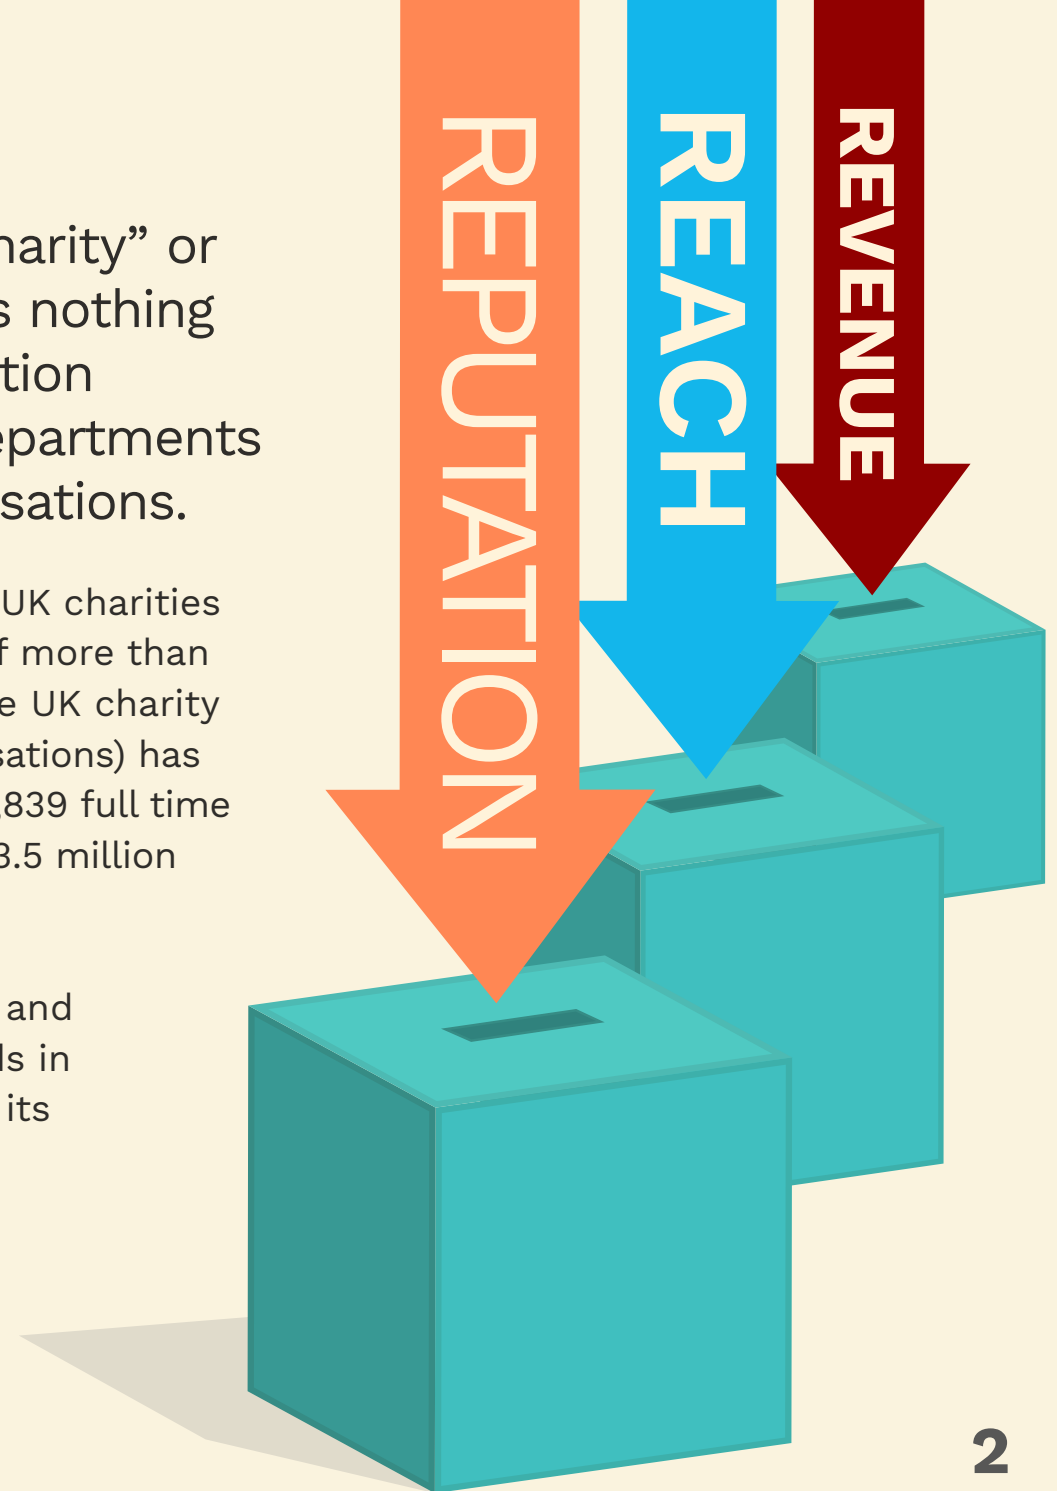 harity” or
s nothing
tion
epartments
sations.
UK charities
f more than
e UK charity
sations) has
,839 full time
3.5 million
and
ls in
its
REPUTATION
REACH
REVENUE
2